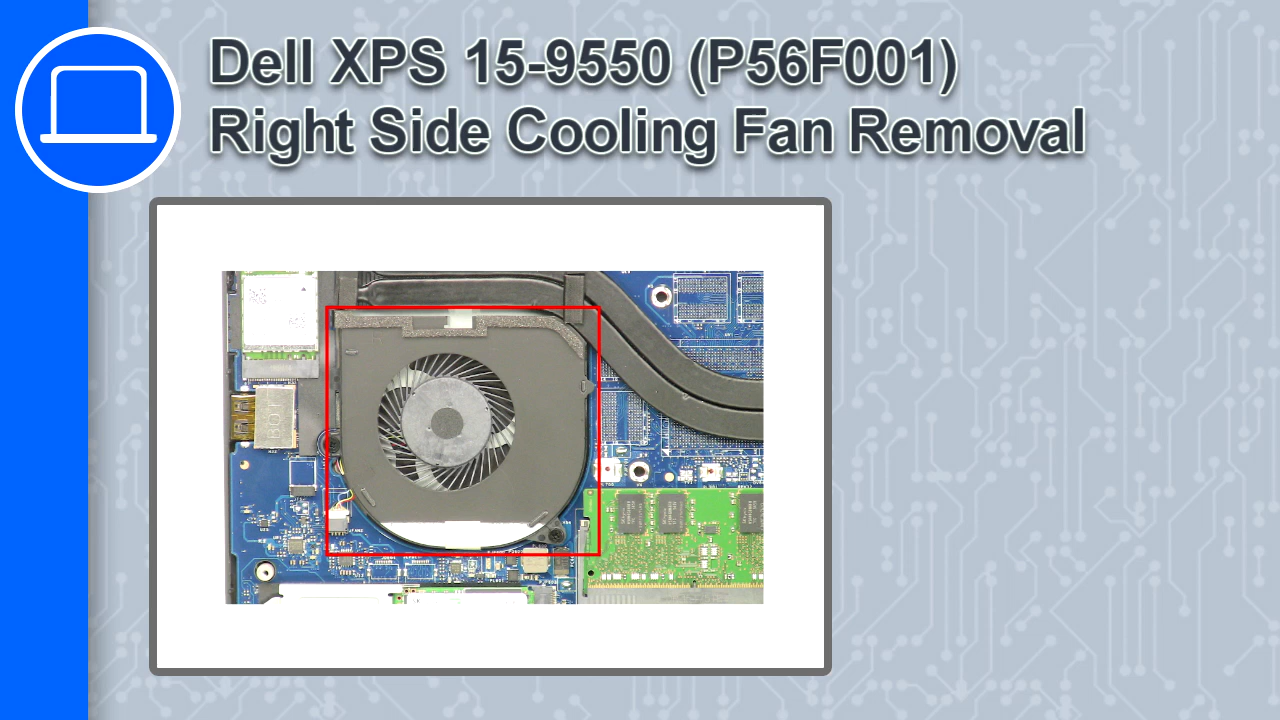 Dell XPS 15-9550 (P56F001)
Right Side Cooling Fan Removal